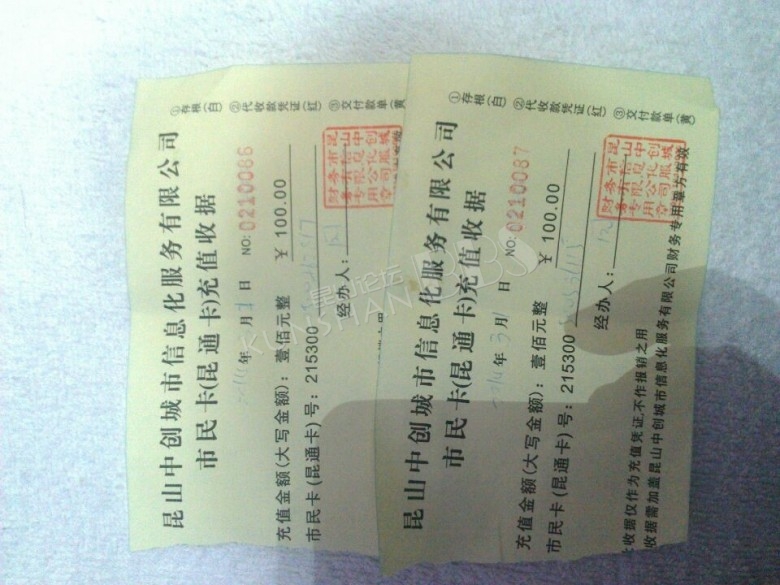 昆山中创城市信息化服务有限公司
市民卡(昆通卡)充值收据
年 月 日 NO: 0210086
充值金额(大写金额): 壹佰元整 ￥100.00
市民卡(昆通卡)号: 215300
经办人:
①存根(白) ②代收款凭证(红) ③交付款单(黄)
昆山中创城市信息化服务有限公司
市民卡(昆通卡)充值收据
年 3 月 1 日 NO: 0210087
充值金额(大写金额): 壹佰元整 ￥100.00
市民卡(昆通卡)号: 215300
经办人:
收据仅作为充值凭证,不作报销之用
收据需加盖昆山中创城市信息化服务有限公司财务专用章方有效
①存根(白) ②代收款凭证(红) ③交付款单(黄)
昆山论坛
KUNSHAN BBS